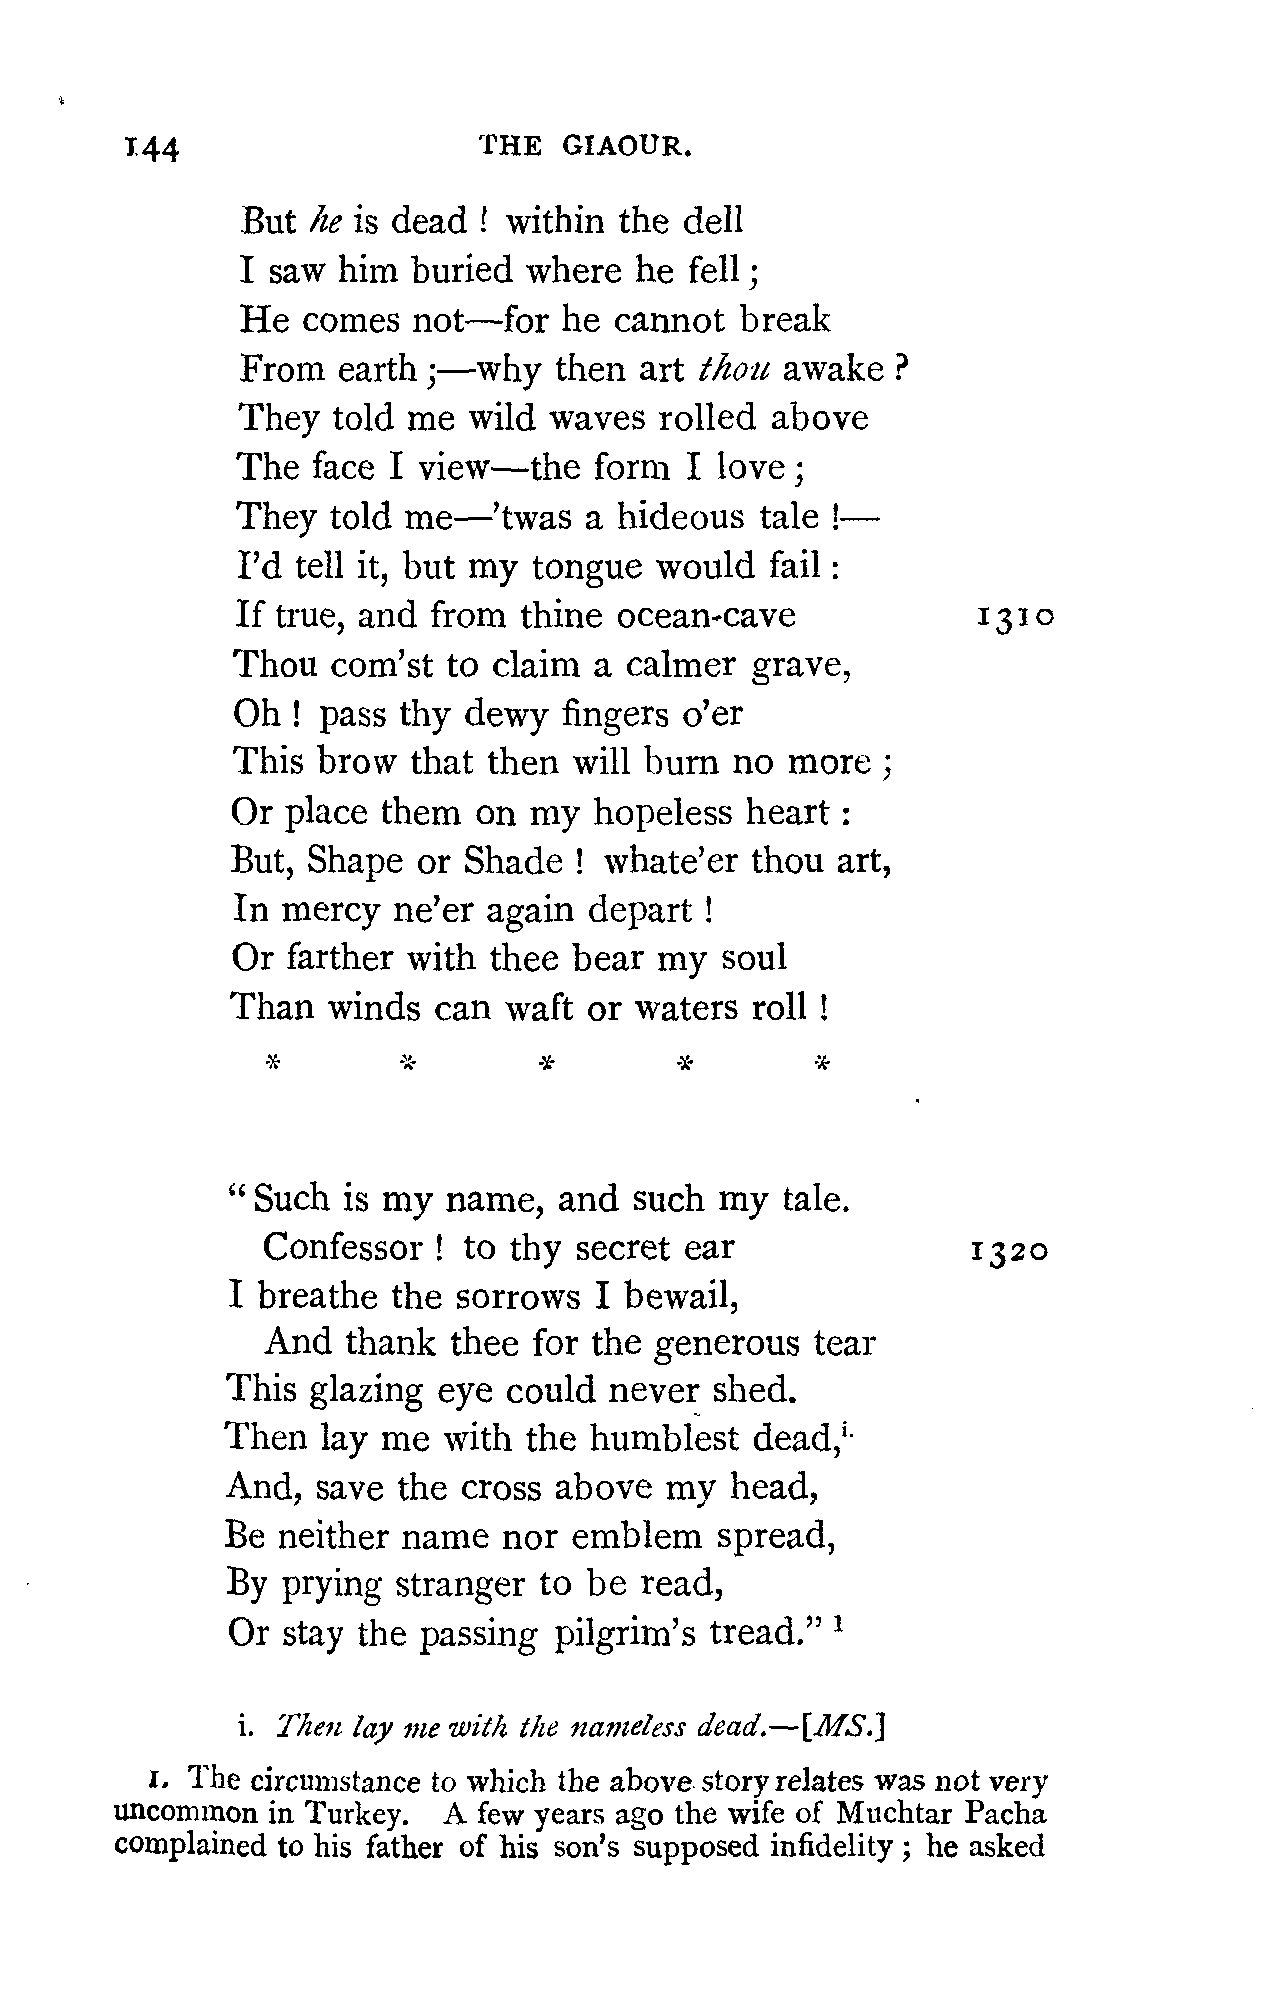 144 THE GIAOUR.
But he is dead ! within the dell
I saw him buried where he fell ;
He comes not—for he cannot break
From earth ;—why then art thou awake ?
They told me wild waves rolled above
The face I view—the form I love ;
They told me—'twas a hideous tale !—
I'd tell it, but my tongue would fail :
If true, and from thine ocean-cave 1310
Thou com'st to claim a calmer grave,
Oh ! pass thy dewy fingers o'er
This brow that then will burn no more ;
Or place them on my hopeless heart :
But, Shape or Shade ! whate'er thou art,
In mercy ne'er again depart !
Or farther with thee bear my soul
Than winds can waft or waters roll !
* * * * *
“Such is my name, and such my tale.
Confessor ! to thy secret ear 1320
I breathe the sorrows I bewail,
And thank thee for the generous tear
This glazing eye could never shed.
Then lay me with the humblest dead,i.
And, save the cross above my head,
Be neither name nor emblem spread,
By prying stranger to be read,
Or stay the passing pilgrim's tread.” 1
i. Then lay me with the nameless dead.—[MS.]
1. The circumstance to which the above story relates was not very
uncommon in Turkey. A few years ago the wife of Muchtar Pacha
complained to his father of his son's supposed infidelity ; he asked